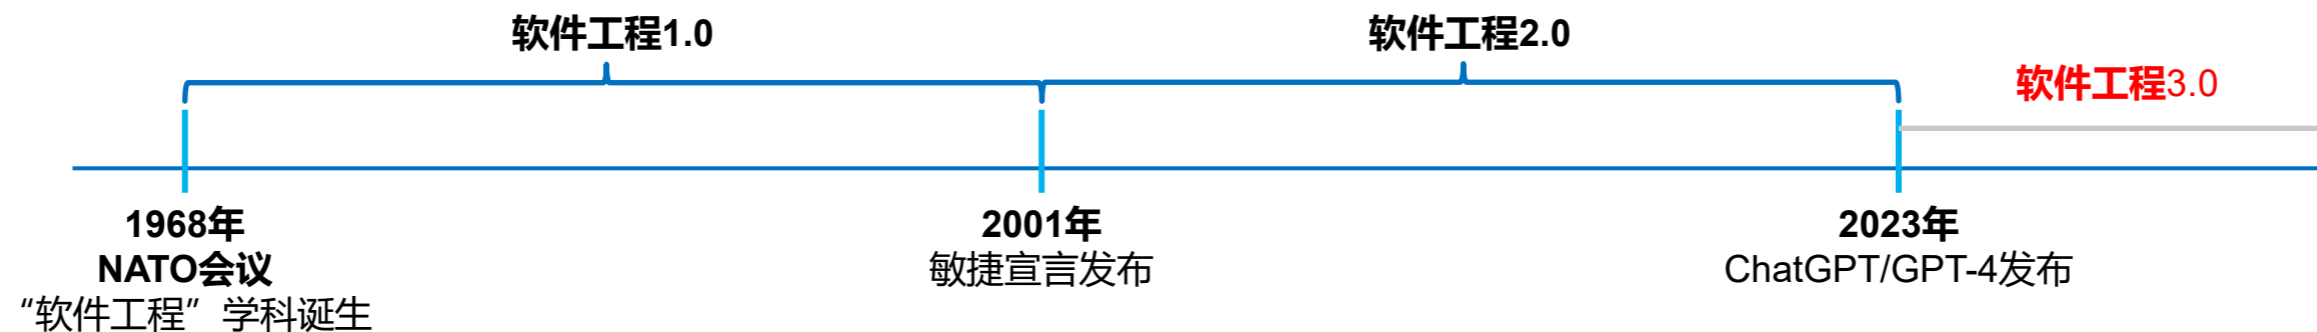 软件工程1.0
软件工程2.0
软件工程3.0
1968年
NATO会议
“软件工程”学科诞生
2001年
敏捷宣言发布
2023年
ChatGPT/GPT-4发布